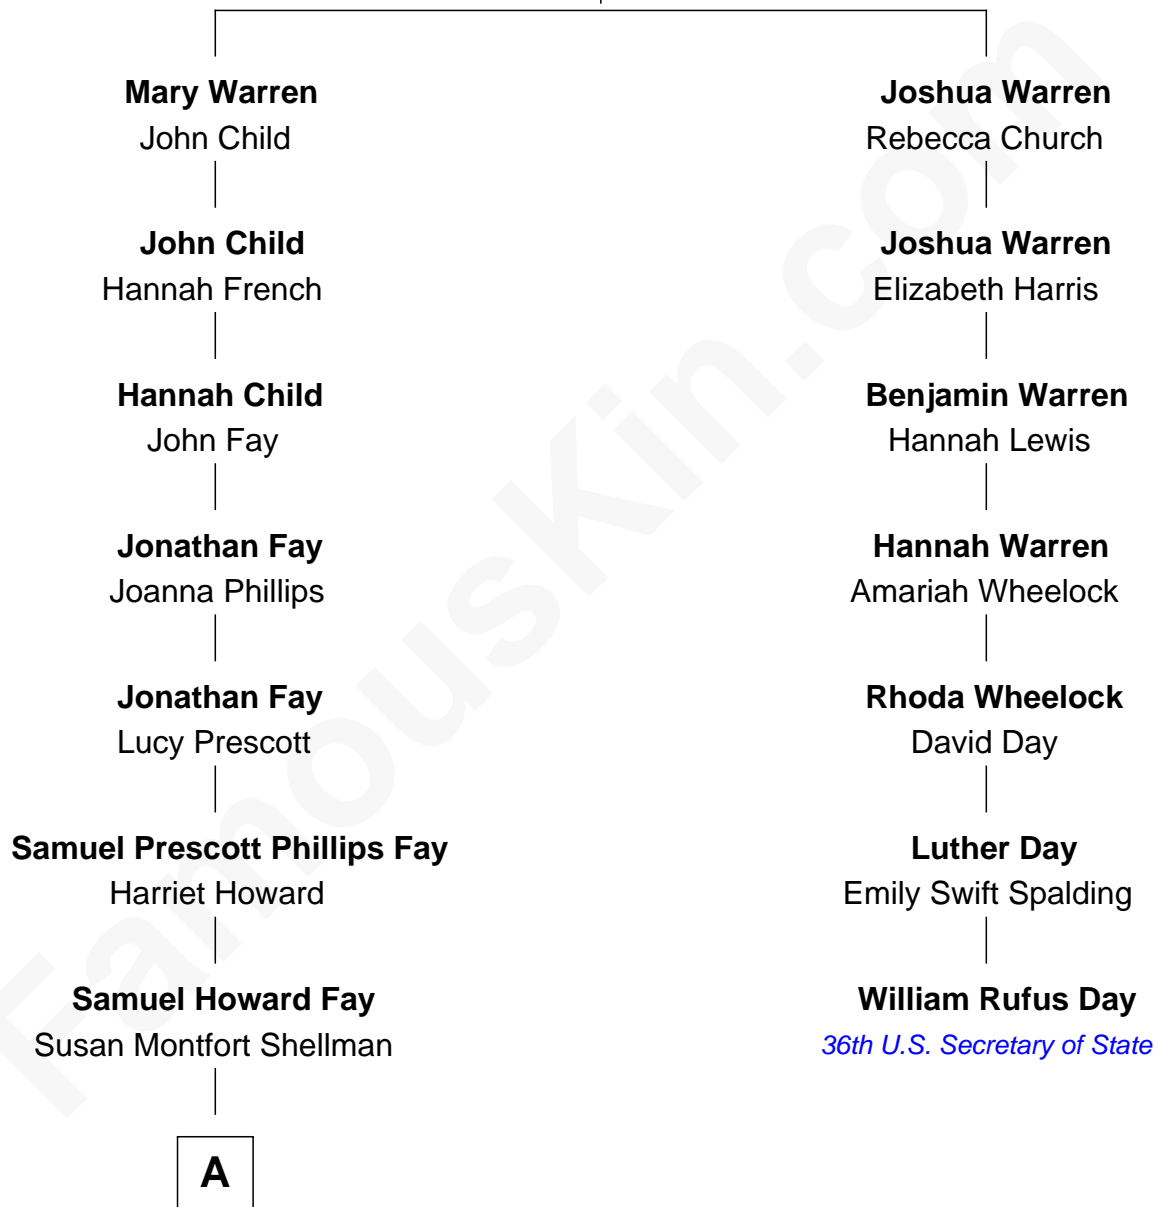 Mary Warren
John Child
John Child
Hannah French
Hannah Child
John Fay
Jonathan Fay
Joanna Phillips
Jonathan Fay
Lucy Prescott
Samuel Prescott Phillips Fay
Harriet Howard
Samuel Howard Fay
Susan Montfort Shellman
A
Joshua Warren
Rebecca Church
Joshua Warren
Elizabeth Harris
Benjamin Warren
Hannah Lewis
Hannah Warren
Amariah Wheelock
Rhoda Wheelock
David Day
Luther Day
Emily Swift Spalding
William Rufus Day
36th U.S. Secretary of State
FamousKin.com